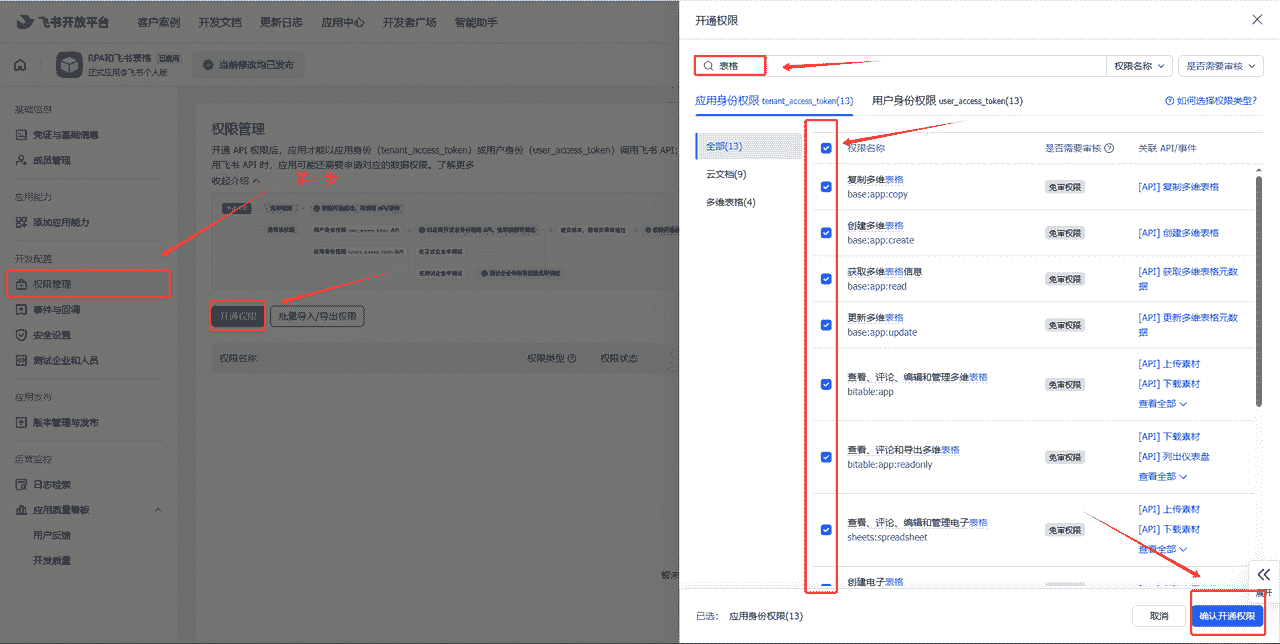 飞书开放平台 客户案例 开发文档 更新日志 应用中心 开发者广场 智能助手
RPA和飞书表格 已启用
正式应用@飞书个人版
当前修改均已发布
基础信息
凭证与基础信息
成员管理
应用能力
添加应用能力
开发配置
权限管理
事件与回调
安全设置
测试企业和人员
应用发布
版本管理与发布
运营监控
日志检索
应用质量看板
用户反馈
开发质量
权限管理
开通 API 权限后，应用才能以应用身份（tenant_access_token）或用户身份（user_access_token）调用飞书 API;
用飞书 API 时，应用可能还需要申请对应的数据权限。了解更多
收起介绍
第一步
开通权限 批量导入/导出权限
权限名称 权限类型 权限状态
暂未
开通权限
表格 权限名称 是否需要审核
应用身份权限 tenant_access_token(13) 用户身份权限 user_access_token(13) 如何选择权限类型?
全部(13)
云文档(9)
多维表格(4)
权限名称 是否需要审核 关联 API/事件
复制多维表格 免审权限 [API] 复制多维表格
base:app:copy
创建多维表格 免审权限 [API] 创建多维表格
base:app:create
获取多维表格信息 免审权限 [API] 获取多维表格元数
据
base:app:read
更新多维表格 免审权限 [API] 更新多维表格元数
据
base:app:update
查看、评论、编辑和管理多维表格 免审权限 [API] 上传素材
bitable:app [API] 下载素材
查看全部
查看、评论和导出多维表格 免审权限 [API] 下载素材
bitable:app:readonly [API] 列出仪表盘
查看全部
查看、评论、编辑和管理电子表格 免审权限 [API] 上传素材
sheets:spreadsheet [API] 下载素材
查看全部
创建电子表格
展开
已选： 应用身份权限(13) 取消 确认开通权限